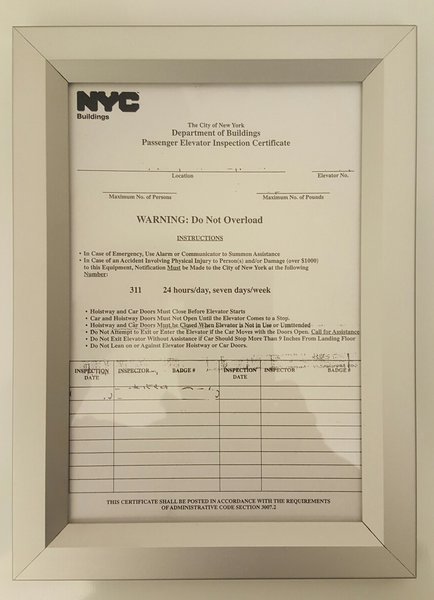 NYC
Buildings
The City of New York
Department of Buildings
Passenger Elevator Inspection Certificate
Location
Elevator No.
Maximum No. of Persons
Maximum No. of Pounds
WARNING: Do Not Overload
INSTRUCTIONS
• In Case of Emergency, Use Alarm or Communicator to Summon Assistance
• In Case of an Accident Involving Physical Injury to Person(s) and/or Damage (over $1000)
to this Equipment, Notification Must be Made to the City of New York at the following
Number:
311 24 hours/day, seven days/week
• Hoistway and Car Doors Must Close Before Elevator Starts
• Car and Hoistway Doors Must Not Open Until the Elevator Comes to a Stop.
• Hoistway and Car Doors Must be Closed When Elevator is Not in Use or Unattended
• Do Not Attempt to Exit or Enter the Elevator if the Car Moves with the Doors Open. Call for Assistance
• Do Not Exit Elevator Without Assistance if Car Should Stop More Than 9 Inches From Landing Floor
• Do Not Lean on or Against Elevator Hoistway or Car Doors.
INSPECTION DATE INSPECTOR BADGE # INSPECTION DATE INSPECTOR BADGE #
THIS CERTIFICATE SHALL BE POSTED IN ACCORDANCE WITH THE REQUIREMENTS
OF ADMINISTRATIVE CODE SECTION 3007.2